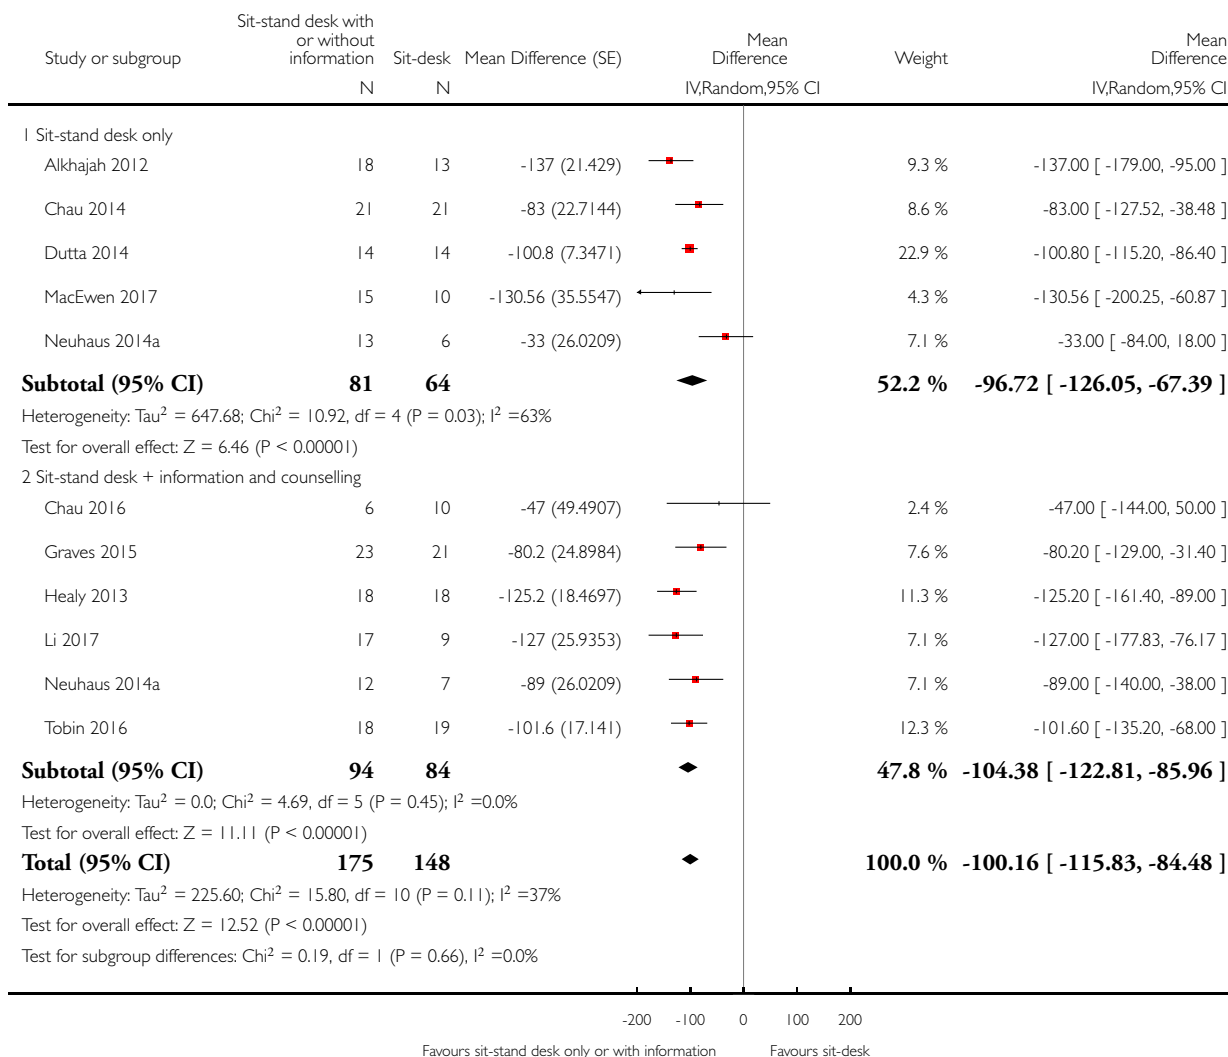 Study or subgroup Sit-stand desk with or without information Sit-desk Mean Difference (SE) Mean Difference Weight Mean Difference
N N IV,Random,95% CI IV,Random,95% CI
1 Sit-stand desk only
Alkhajah 2012 18 13 -137 (21.429) 9.3 % -137.00 [ -179.00, -95.00 ]
Chau 2014 21 21 -83 (22.7144) 8.6 % -83.00 [ -127.52, -38.48 ]
Dutta 2014 14 14 -100.8 (7.3471) 22.9 % -100.80 [ -115.20, -86.40 ]
MacEwen 2017 15 10 -130.56 (35.5547) 4.3 % -130.56 [ -200.25, -60.87 ]
Neuhaus 2014a 13 6 -33 (26.0209) 7.1 % -33.00 [ -84.00, 18.00 ]
Subtotal (95% CI) 81 64 52.2 % -96.72 [ -126.05, -67.39 ]
Heterogeneity: Tau² = 647.68; Chi² = 10.92, df = 4 (P = 0.03); I² =63%
Test for overall effect: Z = 6.46 (P < 0.00001)
2 Sit-stand desk + information and counselling
Chau 2016 6 10 -47 (49.4907) 2.4 % -47.00 [ -144.00, 50.00 ]
Graves 2015 23 21 -80.2 (24.8984) 7.6 % -80.20 [ -129.00, -31.40 ]
Healy 2013 18 18 -125.2 (18.4697) 11.3 % -125.20 [ -161.40, -89.00 ]
Li 2017 17 9 -127 (25.9353) 7.1 % -127.00 [ -177.83, -76.17 ]
Neuhaus 2014a 12 7 -89 (26.0209) 7.1 % -89.00 [ -140.00, -38.00 ]
Tobin 2016 18 19 -101.6 (17.141) 12.3 % -101.60 [ -135.20, -68.00 ]
Subtotal (95% CI) 94 84 47.8 % -104.38 [ -122.81, -85.96 ]
Heterogeneity: Tau² = 0.0; Chi² = 4.69, df = 5 (P = 0.45); I² =0.0%
Test for overall effect: Z = 11.11 (P < 0.00001)
Total (95% CI) 175 148 100.0 % -100.16 [ -115.83, -84.48 ]
Heterogeneity: Tau² = 225.60; Chi² = 15.80, df = 10 (P = 0.11); I² =37%
Test for overall effect: Z = 12.52 (P < 0.00001)
Test for subgroup differences: Chi² = 0.19, df = 1 (P = 0.66), I² =0.0%
-200 -100 0 100 200
Favours sit-stand desk only or with information Favours sit-desk